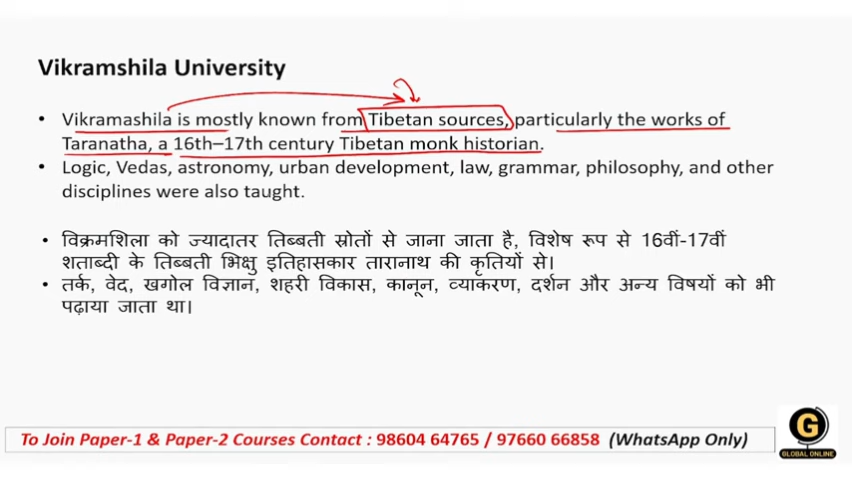 Vikramshila University
• Vikramashila is mostly known from Tibetan sources, particularly the works of
Taranatha, a 16th–17th century Tibetan monk historian.
• Logic, Vedas, astronomy, urban development, law, grammar, philosophy, and other
disciplines were also taught.
• विक्रमशिला को ज्यादातर तिब्बती स्रोतों से जाना जाता है, विशेष रूप से 16वीं-17वीं
शताब्दी के तिब्बती भिक्षु इतिहासकार तारानाथ की कृतियों से।
• तर्क, वेद, खगोल विज्ञान, शहरी विकास, कानून, व्याकरण, दर्शन और अन्य विषयों को भी
पढ़ाया जाता था।
To Join Paper-1 & Paper-2 Courses Contact : 98604 64765 / 97660 66858 (WhatsApp Only)
G
GLOBAL ONLINE